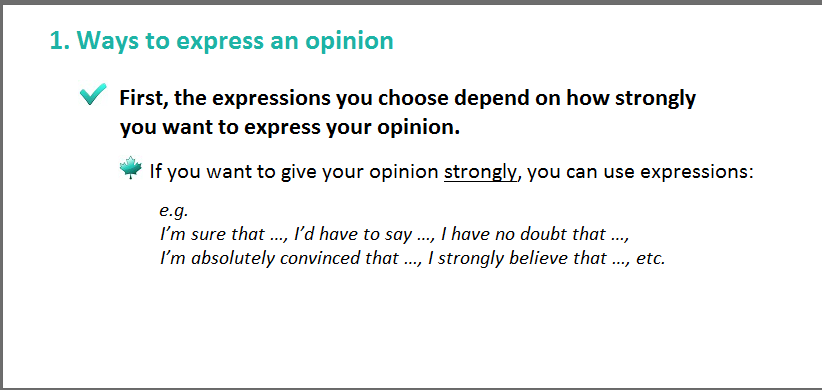 1. Ways to express an opinion
First, the expressions you choose depend on how strongly
you want to express your opinion.
If you want to give your opinion strongly, you can use expressions:
e.g.
I’m sure that …, I’d have to say …, I have no doubt that …,
I’m absolutely convinced that …, I strongly believe that …, etc.